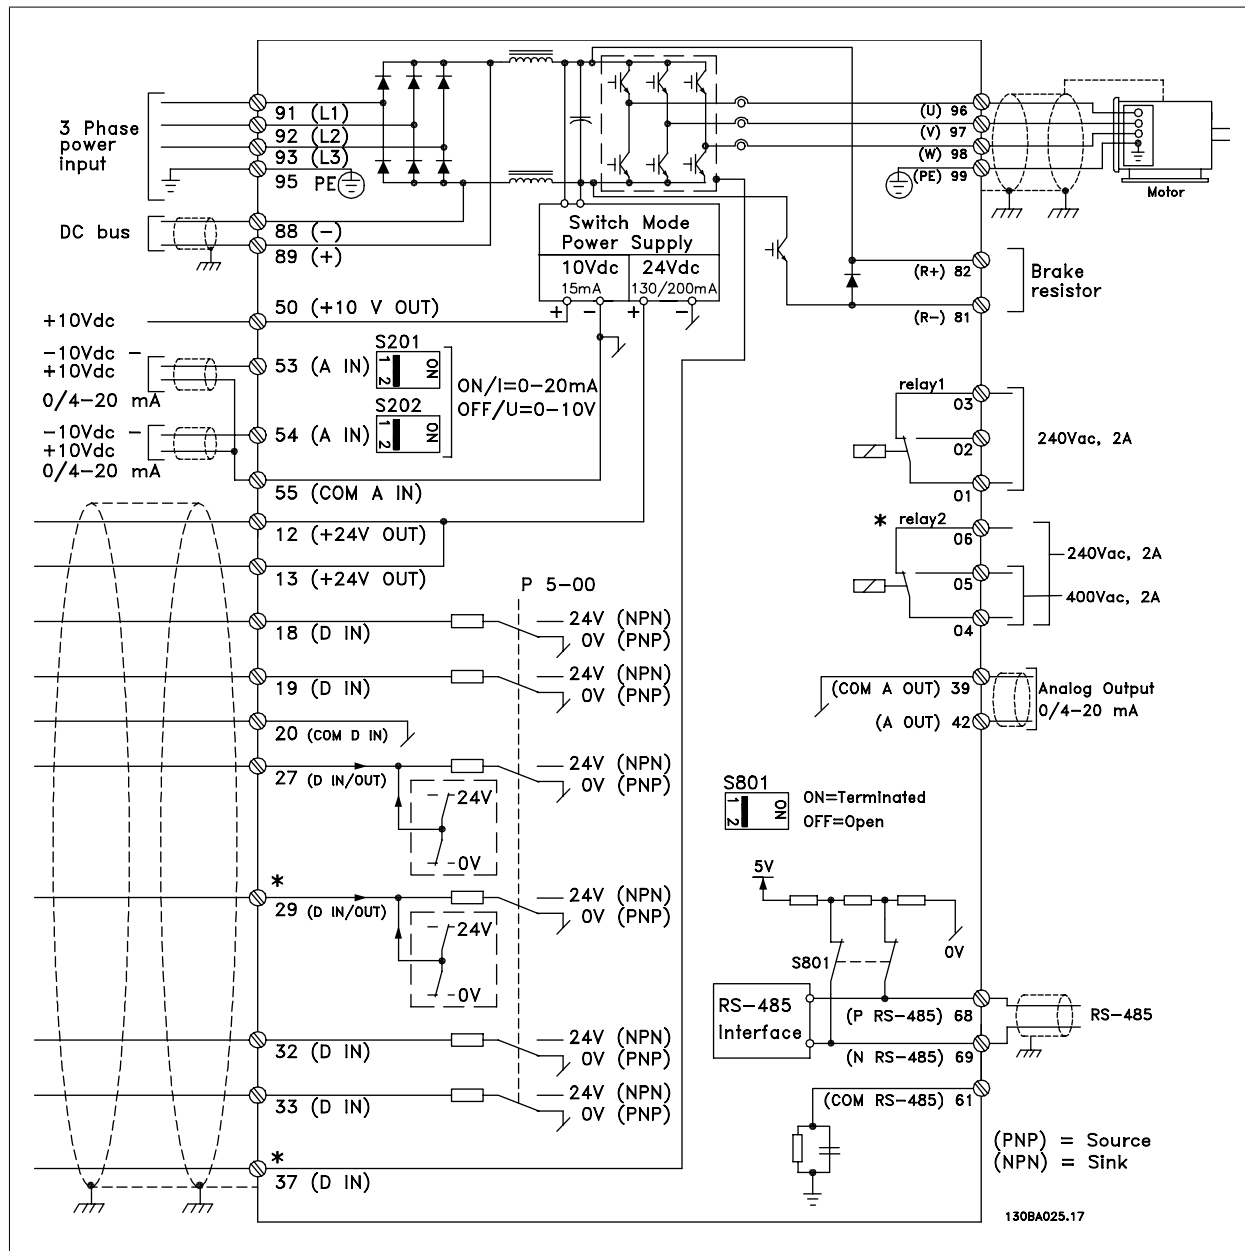 3 Phase
power
input
91 (L1)
92 (L2)
93 (L3)
95 PE
DC bus
88 (-)
89 (+)
Switch Mode
Power Supply
10Vdc
15mA
24Vdc
130/200mA
+ - + -
+10Vdc
50 (+10 V OUT)
-10Vdc -
+10Vdc
0/4-20 mA
53 (A IN)
S201
1
2
ON
ON/I=0-20mA
OFF/U=0-10V
S202
1
2
ON
-10Vdc -
+10Vdc
0/4-20 mA
54 (A IN)
55 (COM A IN)
12 (+24V OUT)
13 (+24V OUT)
P 5-00
18 (D IN)
24V (NPN)
0V (PNP)
19 (D IN)
24V (NPN)
0V (PNP)
20 (COM D IN)
27 (D IN/OUT)
24V (NPN)
0V (PNP)
24V
0V
*
29 (D IN/OUT)
24V (NPN)
0V (PNP)
24V
0V
32 (D IN)
24V (NPN)
0V (PNP)
33 (D IN)
24V (NPN)
0V (PNP)
*
37 (D IN)
(U) 96
(V) 97
(W) 98
(PE) 99
Motor
(R+) 82
(R-) 81
Brake
resistor
relay1
03
02
01
240Vac, 2A
* relay2
06
05
04
240Vac, 2A
400Vac, 2A
(COM A OUT) 39
(A OUT) 42
Analog Output
0/4-20 mA
S801
1
2
ON
ON=Terminated
OFF=Open
5V
0V
S801
RS-485
Interface
(P RS-485) 68
(N RS-485) 69
RS-485
(COM RS-485) 61
(PNP) = Source
(NPN) = Sink
130BA025.17